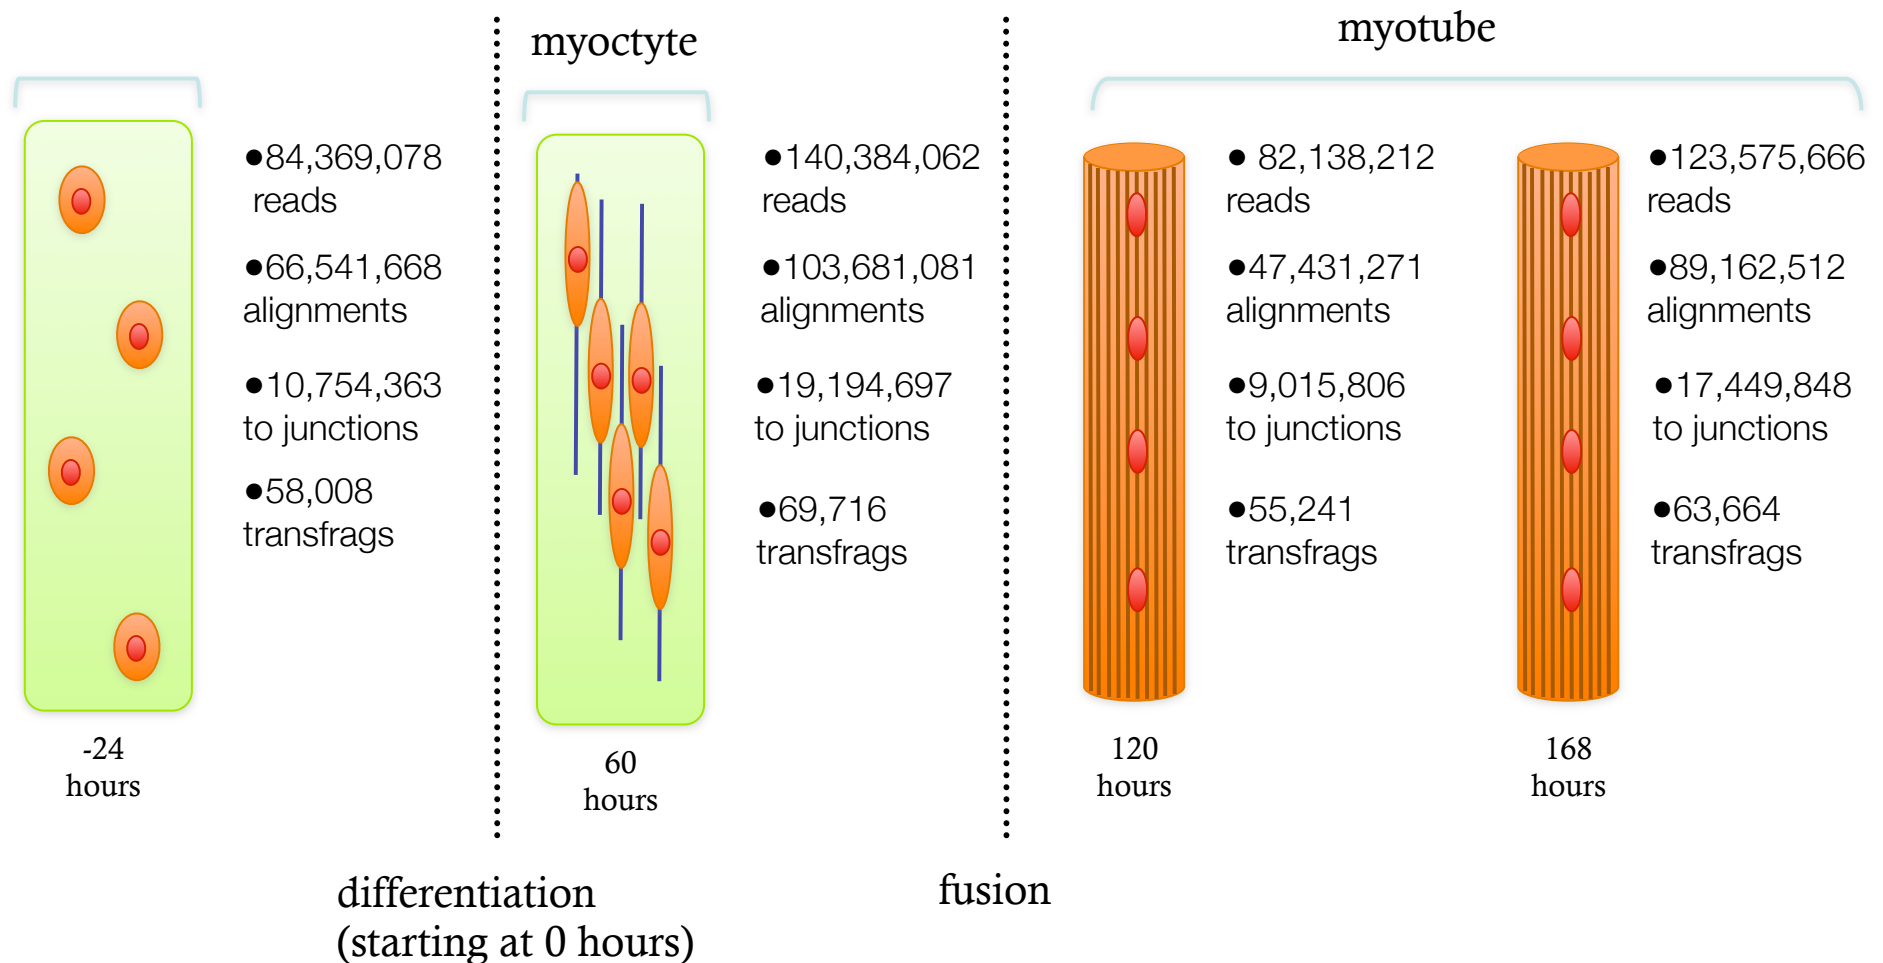 myoctyte
myotube
●84,369,078
reads
●66,541,668
alignments
●10,754,363
to junctions
●58,008
transfrags
-24
hours
●140,384,062
reads
●103,681,081
alignments
●19,194,697
to junctions
●69,716
transfrags
60
hours
● 82,138,212
reads
●47,431,271
alignments
●9,015,806
to junctions
●55,241
transfrags
120
hours
●123,575,666
reads
●89,162,512
alignments
●17,449,848
to junctions
●63,664
transfrags
168
hours
differentiation
(starting at 0 hours)
fusion